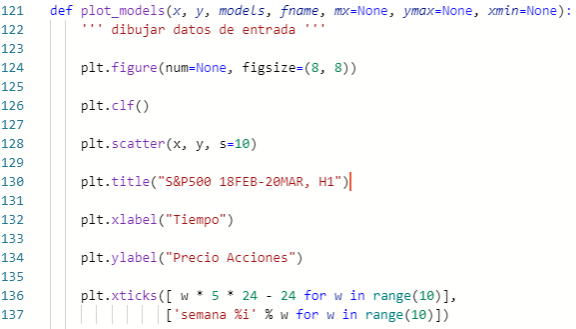 121 def plot_models(x, y, models, fname, mx=None, ymax=None, xmin=None):
122 ''' dibujar datos de entrada '''
123
124 plt.figure(num=None, figsize=(8, 8))
125
126 plt.clf()
127
128 plt.scatter(x, y, s=10)
129
130 plt.title("S&P500 18FEB-20MAR, H1")
131
132 plt.xlabel("Tiempo")
133
134 plt.ylabel("Precio Acciones")
135
136 plt.xticks([ w * 5 * 24 - 24 for w in range(10)],
137 ['semana %i' % w for w in range(10)])